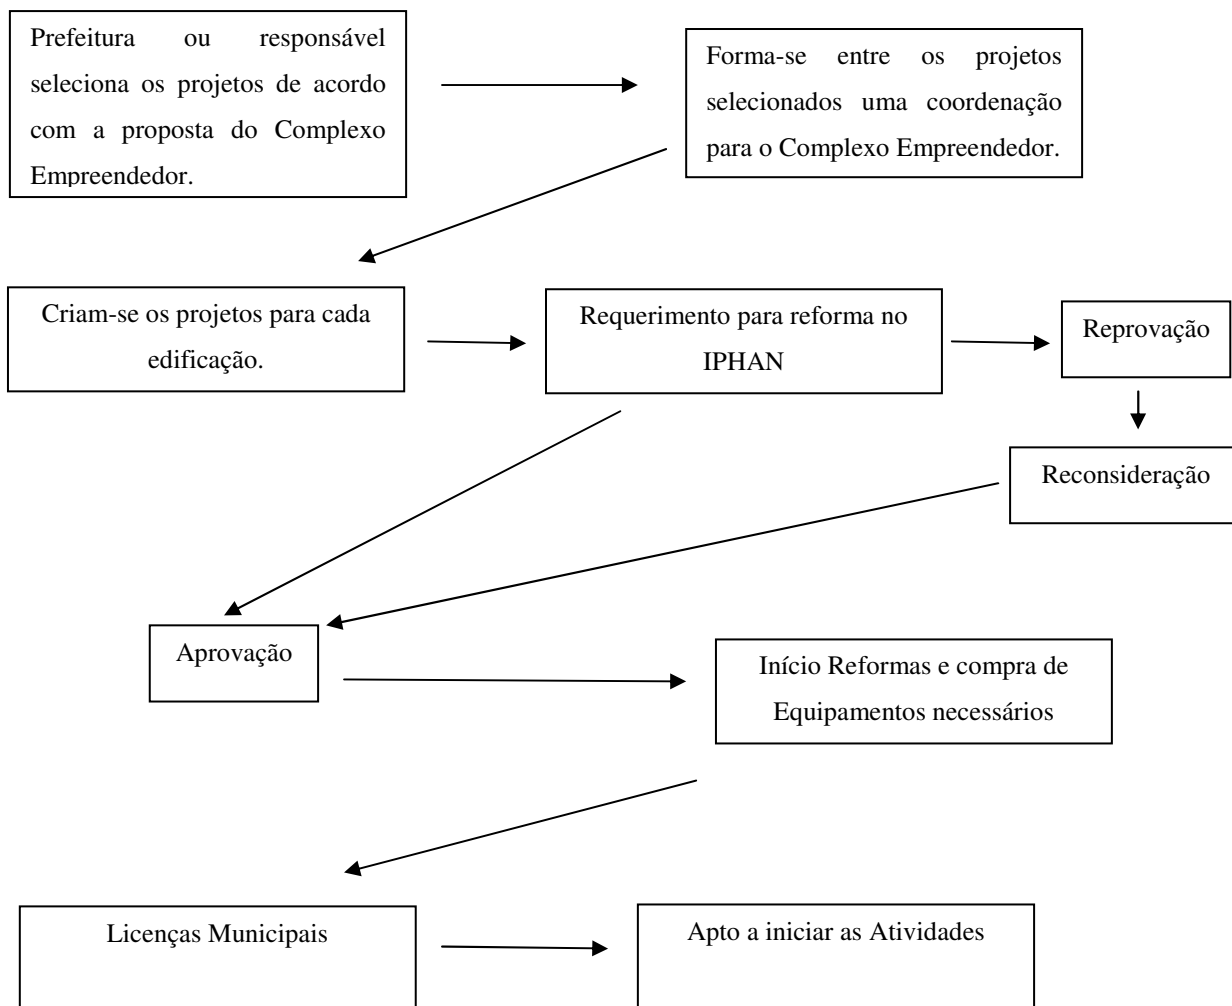 Prefeitura ou responsável
seleciona os projetos de acordo
com a proposta do Complexo
Empreendedor.
Forma-se entre os projetos
selecionados uma coordenação
para o Complexo Empreendedor.
Criam-se os projetos para cada
edificação.
Requerimento para reforma no
IPHAN
Reprovação
Reconsideração
Aprovação
Início Reformas e compra de
Equipamentos necessários
Licenças Municipais
Apto a iniciar as Atividades